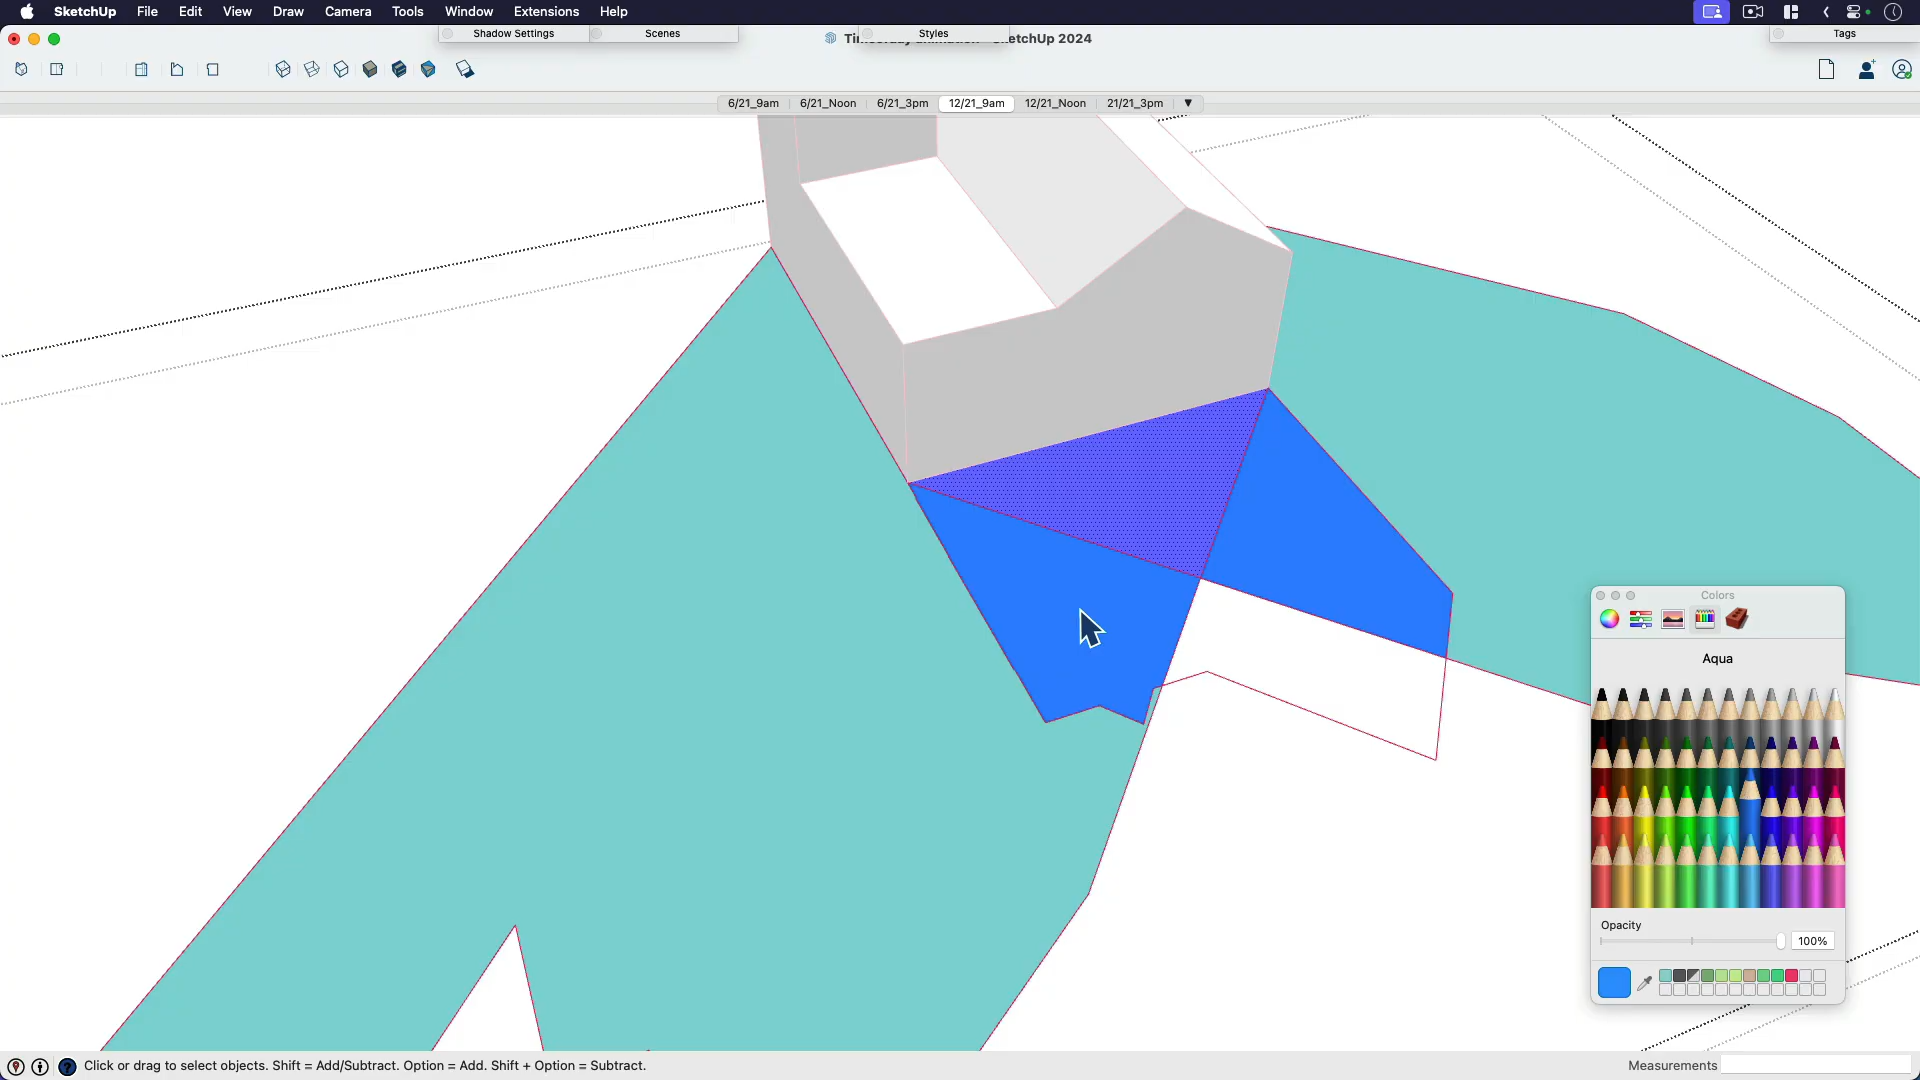 SketchUp File Edit View Draw Camera Tools Window Extensions Help
Shadow Settings Scenes Styles Tags
SketchUp 2024
6/21_9am 6/21_Noon 6/21_3pm 12/21_9am 12/21_Noon 21/21_3pm
Colors
Aqua
Opacity
100%
Click or drag to select objects. Shift = Add/Subtract. Option = Add. Shift + Option = Subtract.
Measurements